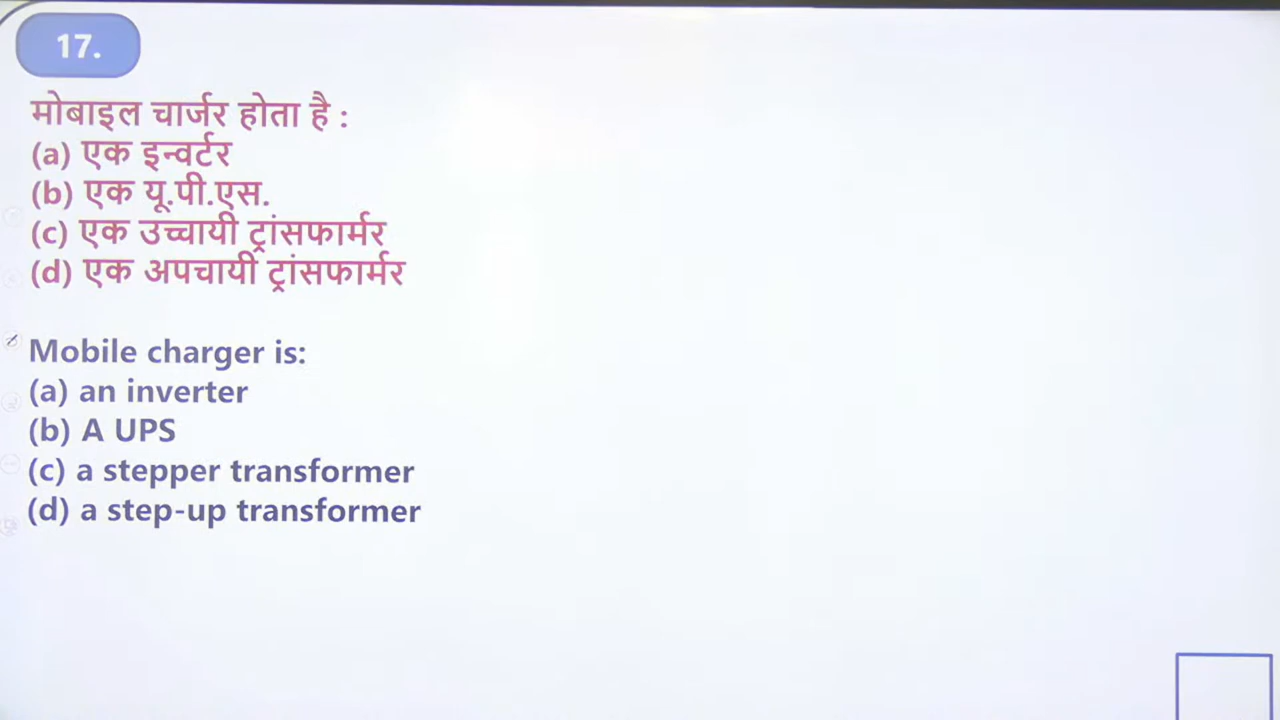 17.
मोबाइल चार्जर होता है :
(a) एक इन्वर्टर
(b) एक यू.पी.एस.
(c) एक उच्चायी ट्रांसफार्मर
(d) एक अपचायी ट्रांसफार्मर
Mobile charger is:
(a) an inverter
(b) A UPS
(c) a stepper transformer
(d) a step-up transformer